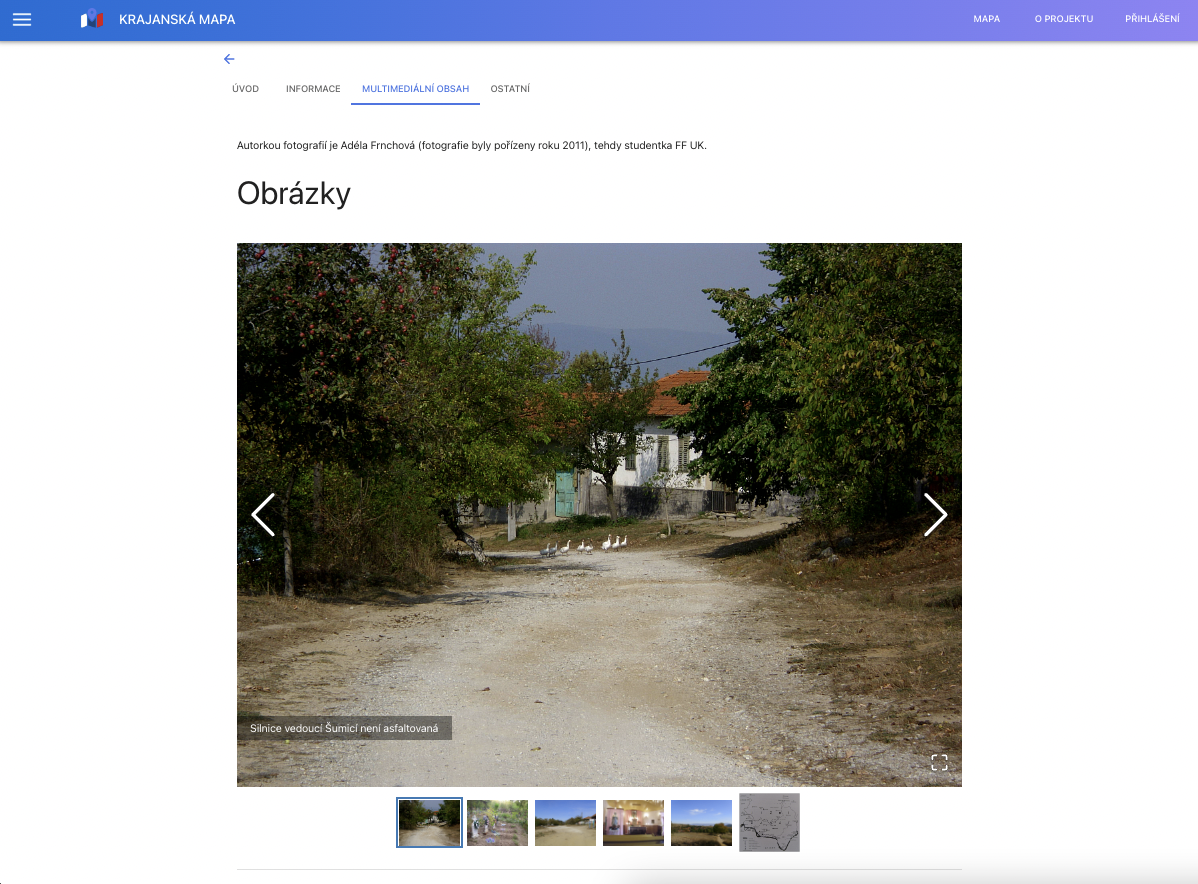 KRAJANSKÁ MAPA
MAPA
O PROJEKTU
PŘIHLÁŠENÍ
ÚVOD
INFORMACE
MULTIMEDIÁLNÍ OBSAH
OSTATNÍ
Autorkou fotografií je Adéla Frnchová (fotografie byly pořízeny roku 2011), tehdy studentka FF UK.
Obrázky
Silnice vedoucí Šumicí není asfaltovaná